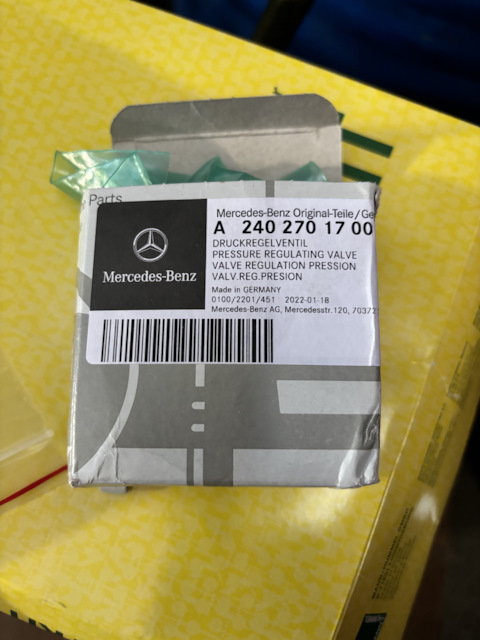 Parts
Mercedes-Benz
Mercedes-Benz Original-Teile/Ge
A 240 270 17 00
DRUCKREGELVENTIL
PRESSURE REGULATING VALVE
VALVE REGULATION PRESSION
VALV.REG.PRESION
Made in GERMANY
0100/2201/451 2022-01-18
Mercedes-Benz AG, Mercedesstr.120, 70372